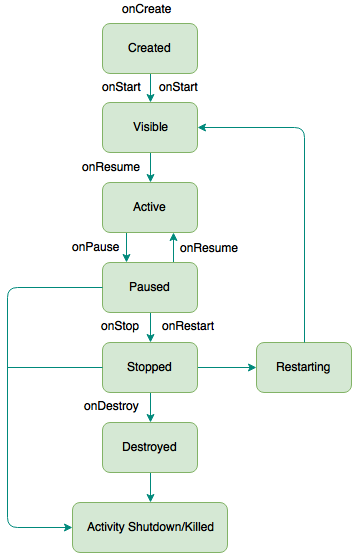 onCreate
Created
onStart onStart
Visible
onResume
Active
onPause onResume
Paused
onStop onRestart
Stopped Restarting
onDestroy
Destroyed
Activity Shutdown/Killed